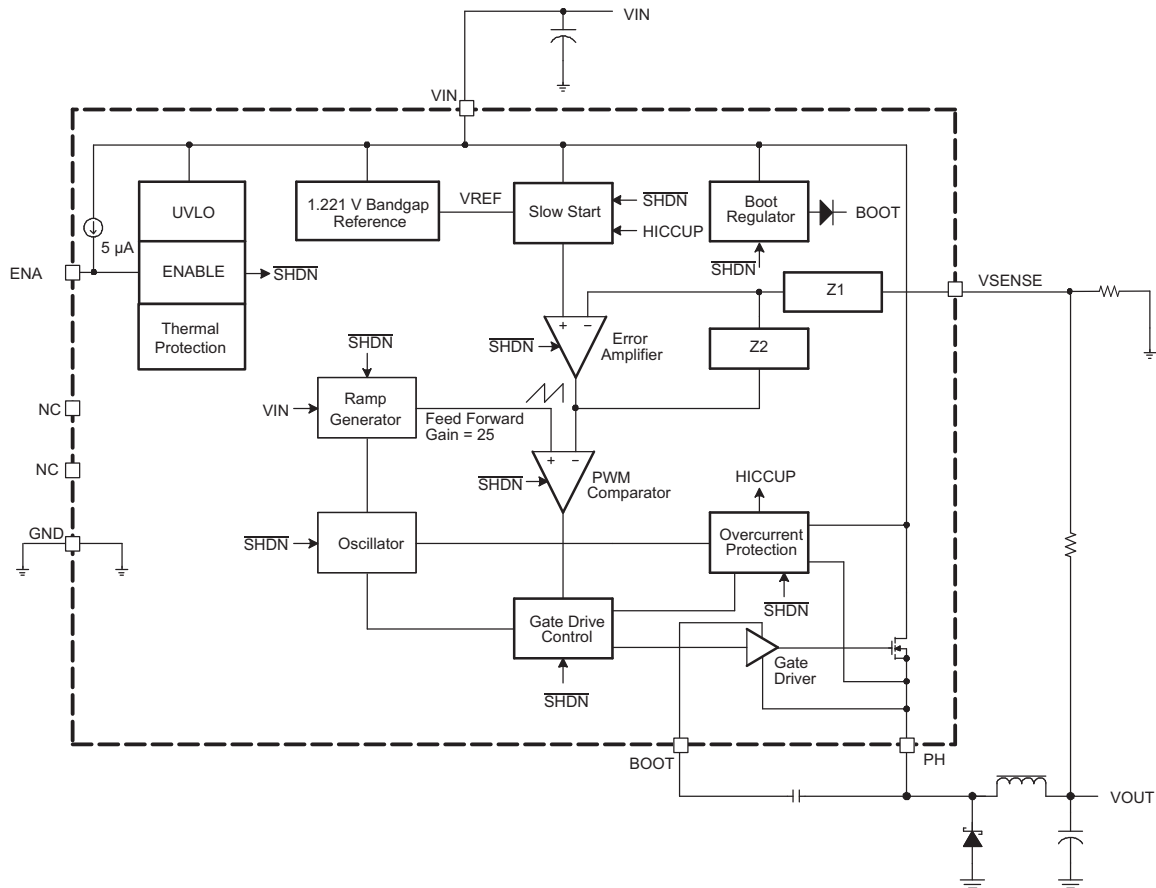 VIN
VIN
UVLO
1.221 V Bandgap
Reference
VREF
Slow Start
SHDN
HICCUP
Boot
Regulator
BOOT
SHDN
5 µA
ENA
ENABLE
SHDN
Thermal
Protection
Z1
VSENSE
Z2
+ −
SHDN
Error
Amplifier
SHDN
VIN
Ramp
Generator
Feed Forward
Gain = 25
NC
NC
+ −
SHDN
PWM
Comparator
HICCUP
GND
SHDN
Oscillator
Overcurrent
Protection
SHDN
Gate Drive
Control
SHDN
Gate
Driver
BOOT
PH
VOUT